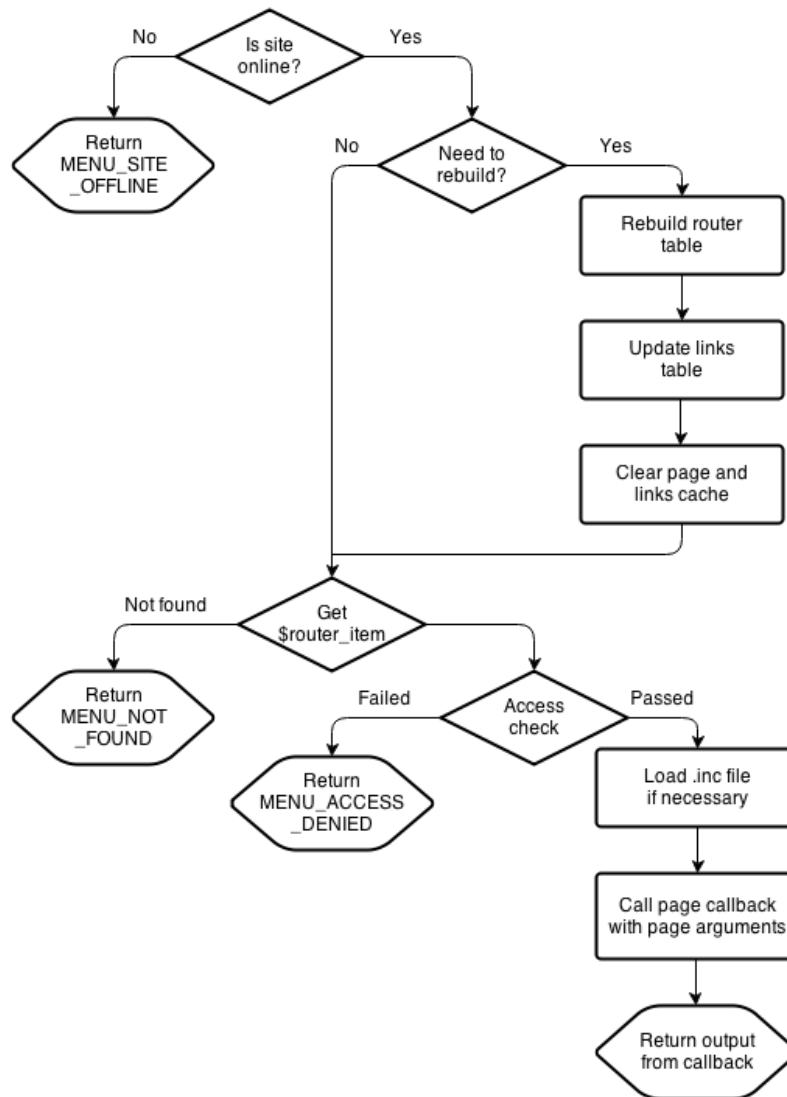 No
Is site
online?
Yes
Return
MENU_SITE
_OFFLINE
No
Need to
rebuild?
Yes
Rebuild router
table
Update links
table
Clear page and
links cache
Not found
Get
$router_item
Return
MENU_NOT
_FOUND
Failed
Access
check
Passed
Return
MENU_ACCESS
_DENIED
Load .inc file
if necessary
Call page callback
with page arguments
Return output
from callback